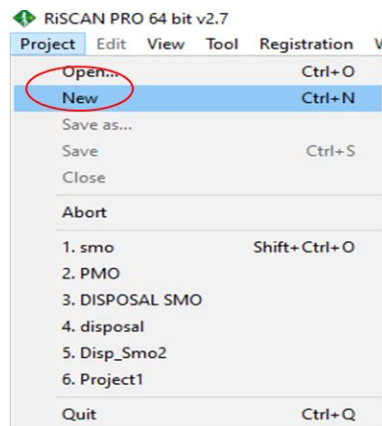 RiSCAN PRO 64 bit v2.7
Project Edit View Tool Registration
Open... Ctrl+O
New Ctrl+N
Save as...
Save Ctrl+S
Close
Abort
1. smo Shift+Ctrl+O
2. PMO
3. DISPOSAL SMO
4. disposal
5. Disp_Smo2
6. Project1
Quit Ctrl+Q